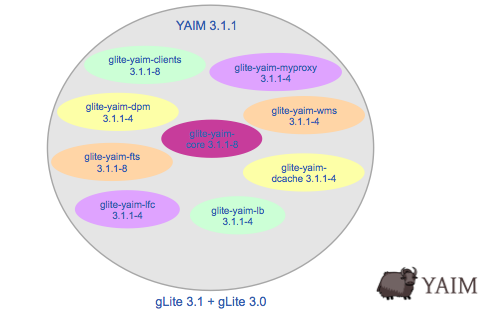 YAIM 3.1.1
glite-yaim-clients
3.1.1-8
glite-yaim-myproxy
3.1.1-4
glite-yaim-dpm
3.1.1-4
glite-yaim-wms
3.1.1-4
glite-yaim-
core 3.1.1-8
glite-yaim-fts
3.1.1-8
glite-yaim-
dcache 3.1.1-4
glite-yaim-lfc
3.1.1-4
glite-yaim-lb
3.1.1-4
gLite 3.1 + gLite 3.0
YAIM